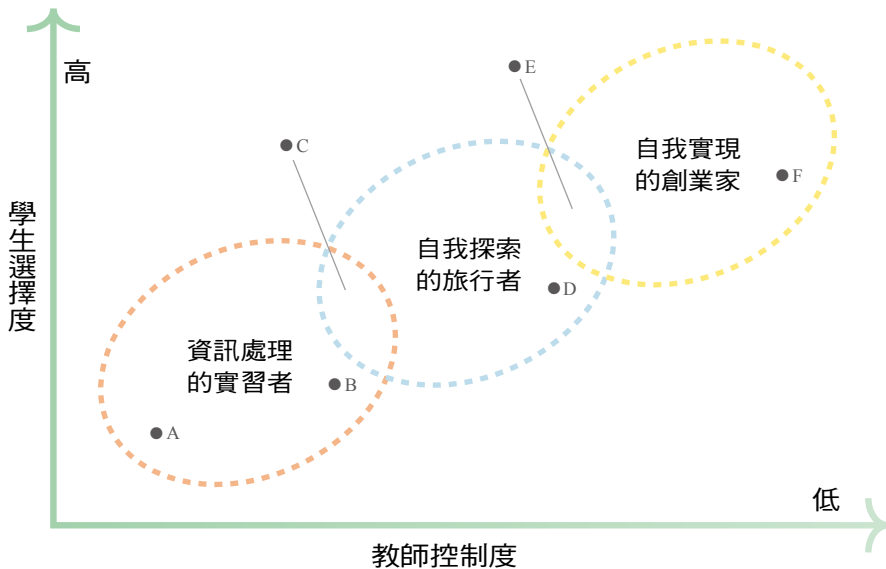 高
E
C
自我實現
的創業家
F
學生選擇度
自我探索
的旅行者
D
資訊處理
的實習者
B
A
低
教師控制度